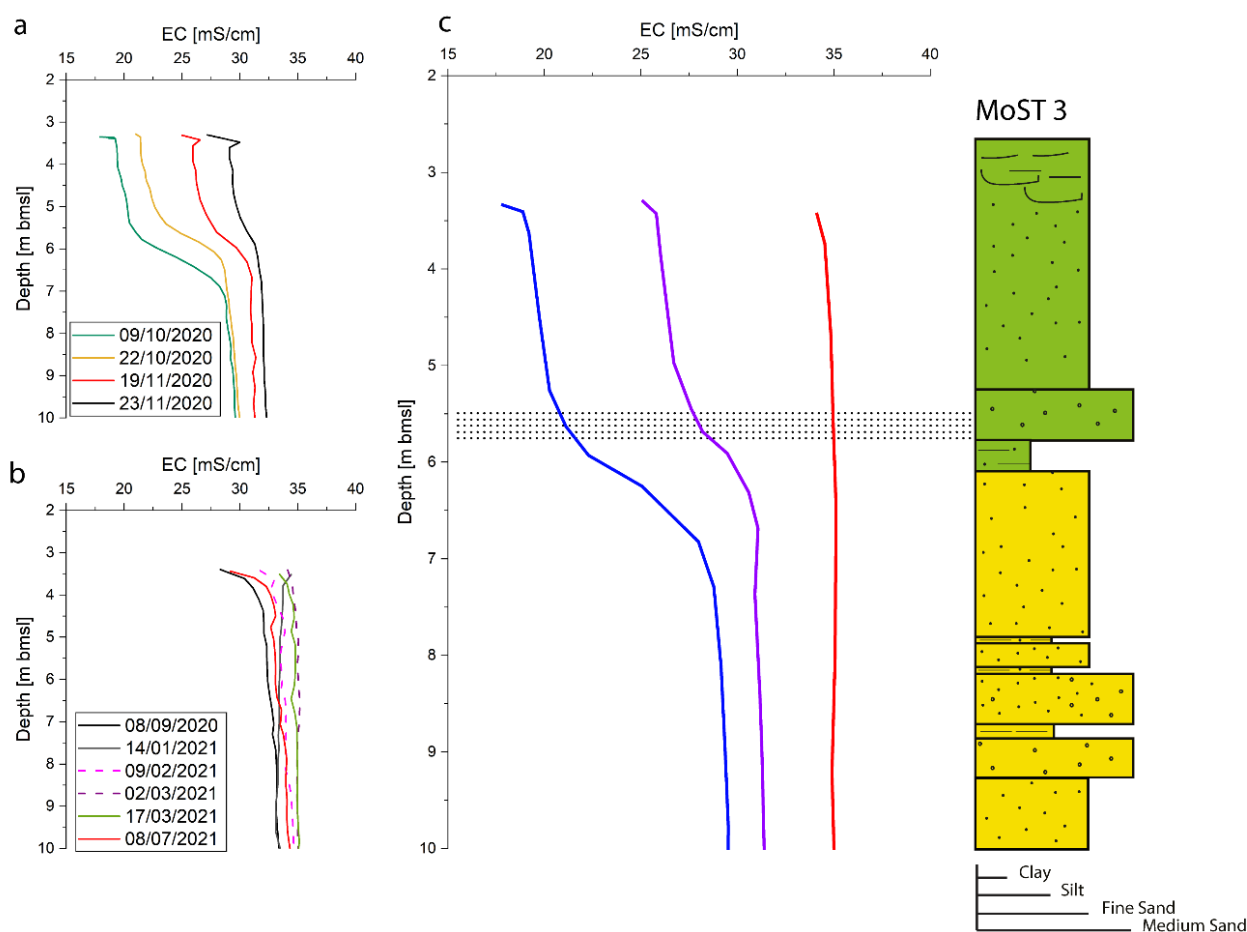 a
EC [mS/cm]
15 20 25 30 35 40
2
3
4
5
6
7
8
9
10
Depth [m bmsl]
09/10/2020
22/10/2020
19/11/2020
23/11/2020
b
EC [mS/cm]
15 20 25 30 35 40
2
3
4
5
6
7
8
9
10
Depth [m bmsl]
08/09/2020
14/01/2021
09/02/2021
02/03/2021
17/03/2021
08/07/2021
c
EC [mS/cm]
15 20 25 30 35 40
2
3
4
5
6
7
8
9
10
Depth [m bmsl]
MoST 3
Clay
Silt
Fine Sand
Medium Sand